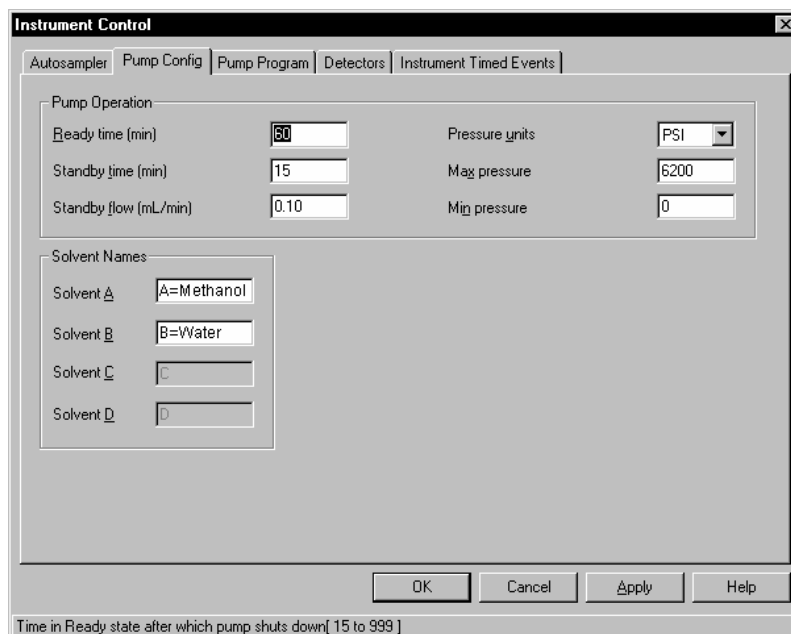 Instrument Control
Autosampler Pump Config Pump Program Detectors Instrument Timed Events
Pump Operation
Ready time (min) 60 Pressure units PSI
Standby time (min) 15 Max pressure 6200
Standby flow (mL/min) 0.10 Min pressure 0
Solvent Names
Solvent A A=Methanol
Solvent B B=Water
Solvent C C
Solvent D D
OK Cancel Apply Help
Time in Ready state after which pump shuts down[ 15 to 999 ]